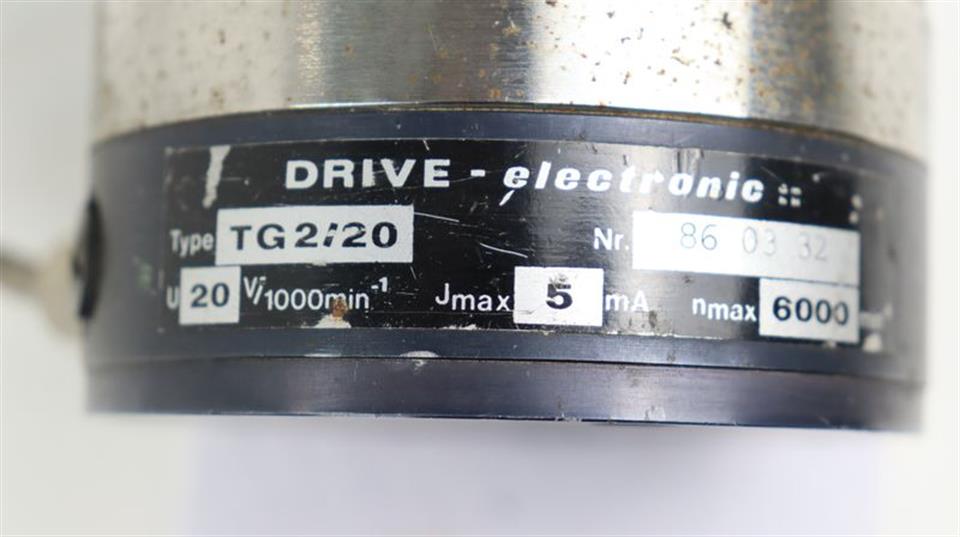 DRIVE - electronic
Type TG2/20 Nr. 86 03 32
U 20 V/1000min⁻¹ Jmax 5 mA nmax 6000